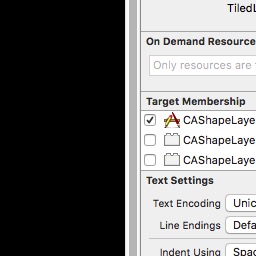 TiledL
On Demand Resource
Only resources are
Target Membership
CAShapeLaye
CAShapeLaye
CAShapeLaye
Text Settings
Text Encoding Unic
Line Endings Defa
Indent Using Spac